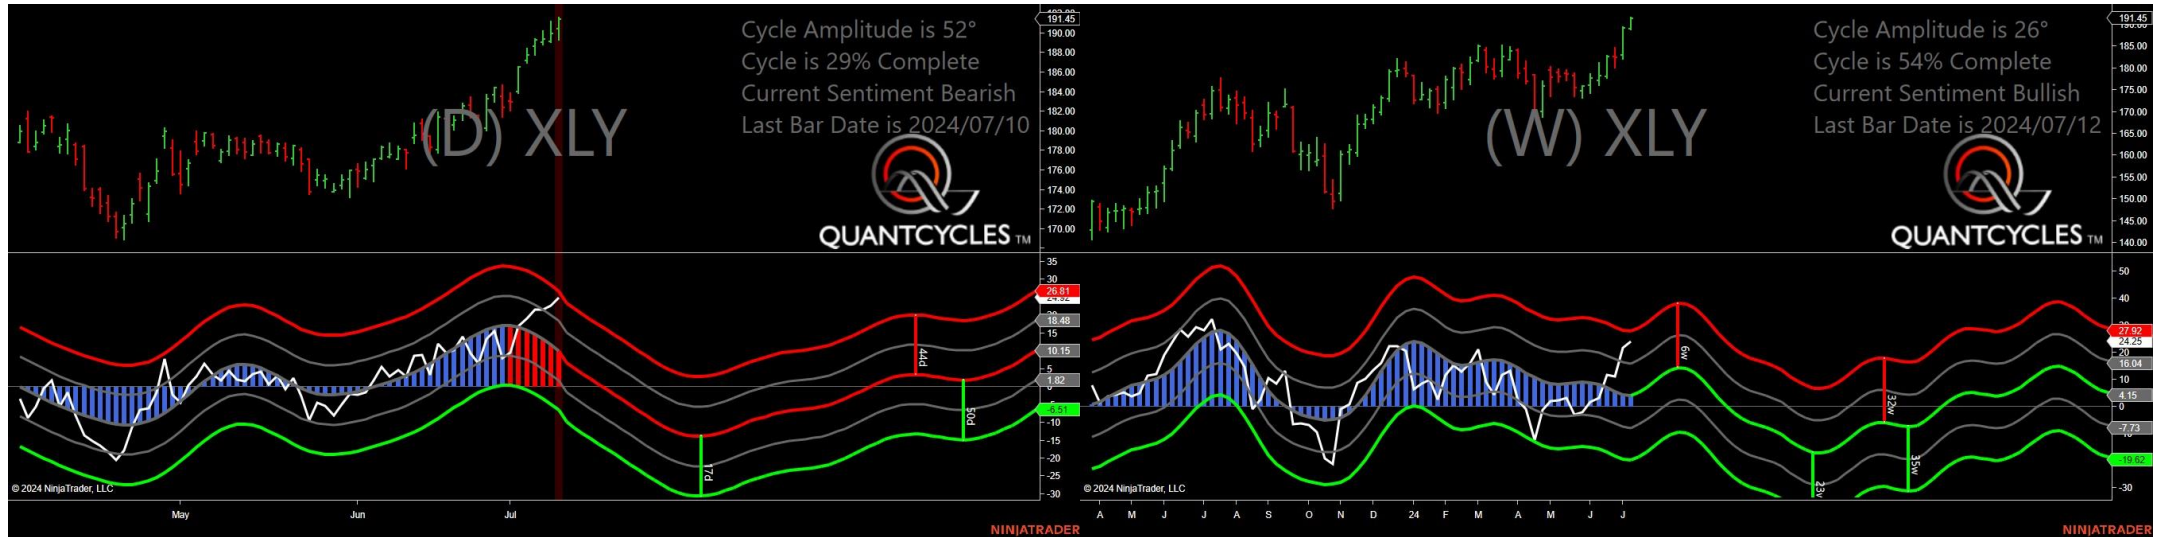 Cycle Amplitude is 52°
Cycle is 29% Complete
Current Sentiment Bearish
Last Bar Date is 2024/07/10
(D) XLY
QUANTCYCLES TM
191.45
190.00
188.00
186.00
184.00
182.00
180.00
178.00
176.00
174.00
172.00
170.00
35
30
26.81
24.92
18.48
15
10.15
5
1.82
-6.51
-10
-15
-20
-25
-30
17d
44d
50d
© 2024 NinjaTrader, LLC
May
Jun
Jul
NINJATRADER
Cycle Amplitude is 26°
Cycle is 54% Complete
Current Sentiment Bullish
Last Bar Date is 2024/07/12
(W) XLY
QUANTCYCLES TM
191.45
185.00
180.00
175.00
170.00
165.00
160.00
155.00
150.00
145.00
140.00
50
40
27.92
24.25
20
16.04
10
4.15
0
-7.73
-19.62
-30
6w
23w
32w
35w
© 2024 NinjaTrader, LLC
A M J J A S O N D 24 F M A M J J
NINJATRADER